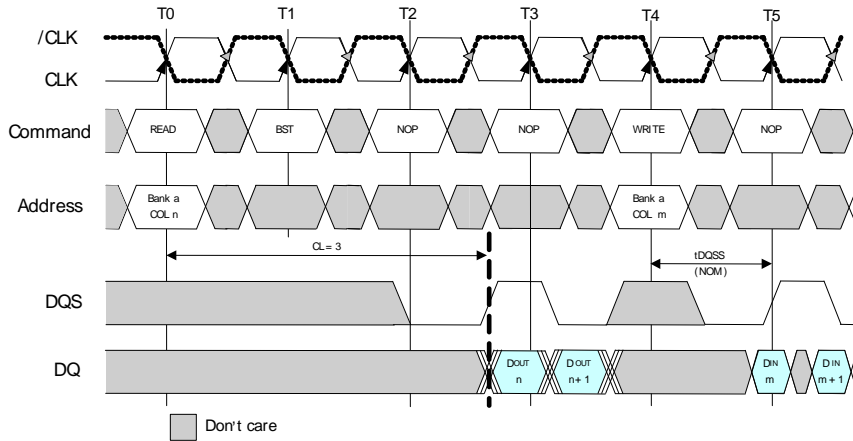 T0 T1 T2 T3 T4 T5
/CLK
CLK
Command READ BST NOP NOP WRITE NOP
Address Bank a COL n Bank a COL m
CL = 3
tDQSS
(NOM)
DQS
DQ DOUT n DOUT n+1 DIN m DIN m+1
Don't care